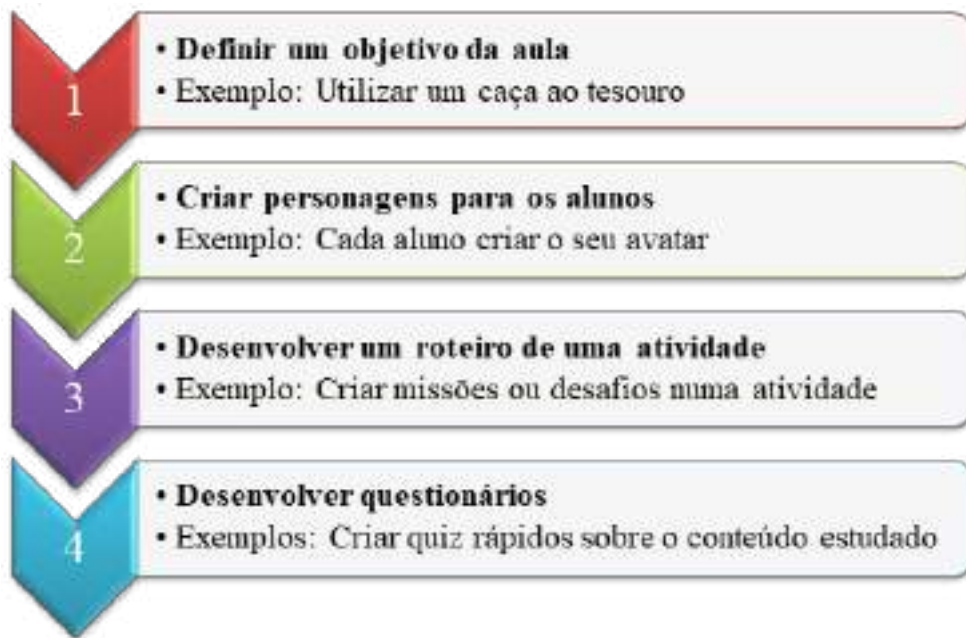 1
• Definir um objetivo da aula
• Exemplo: Utilizar um caça ao tesouro
2
• Criar personagens para os alunos
• Exemplo: Cada aluno criar o seu avatar
3
• Desenvolver um roteiro de uma atividade
• Exemplo: Criar missões ou desafios numa atividade
4
• Desenvolver questionários
• Exemplos: Criar quiz rápidos sobre o conteúdo estudado